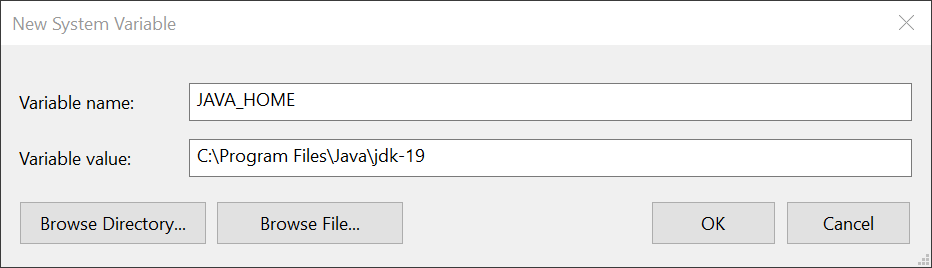 New System Variable
Variable name: JAVA_HOME
Variable value: C:\Program Files\Java\jdk-19
Browse Directory... Browse File... OK Cancel